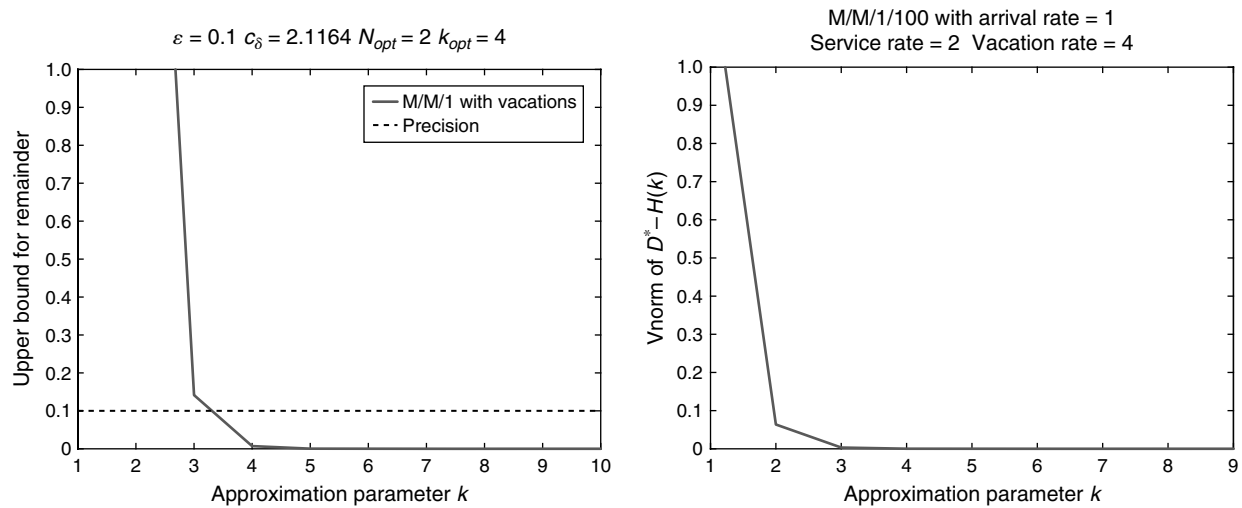 ε = 0.1 c_δ = 2.1164 N_opt = 2 k_opt = 4
1.0
0.9
0.8
0.7
0.6
0.5
0.4
0.3
0.2
0.1
0
Upper bound for remainder
M/M/1 with vacations
Precision
1 2 3 4 5 6 7 8 9 10
Approximation parameter k
M/M/1/100 with arrival rate = 1
Service rate = 2 Vacation rate = 4
1.0
0.9
0.8
0.7
0.6
0.5
0.4
0.3
0.2
0.1
0
Vnorm of D*–H(k)
1 2 3 4 5 6 7 8 9
Approximation parameter k